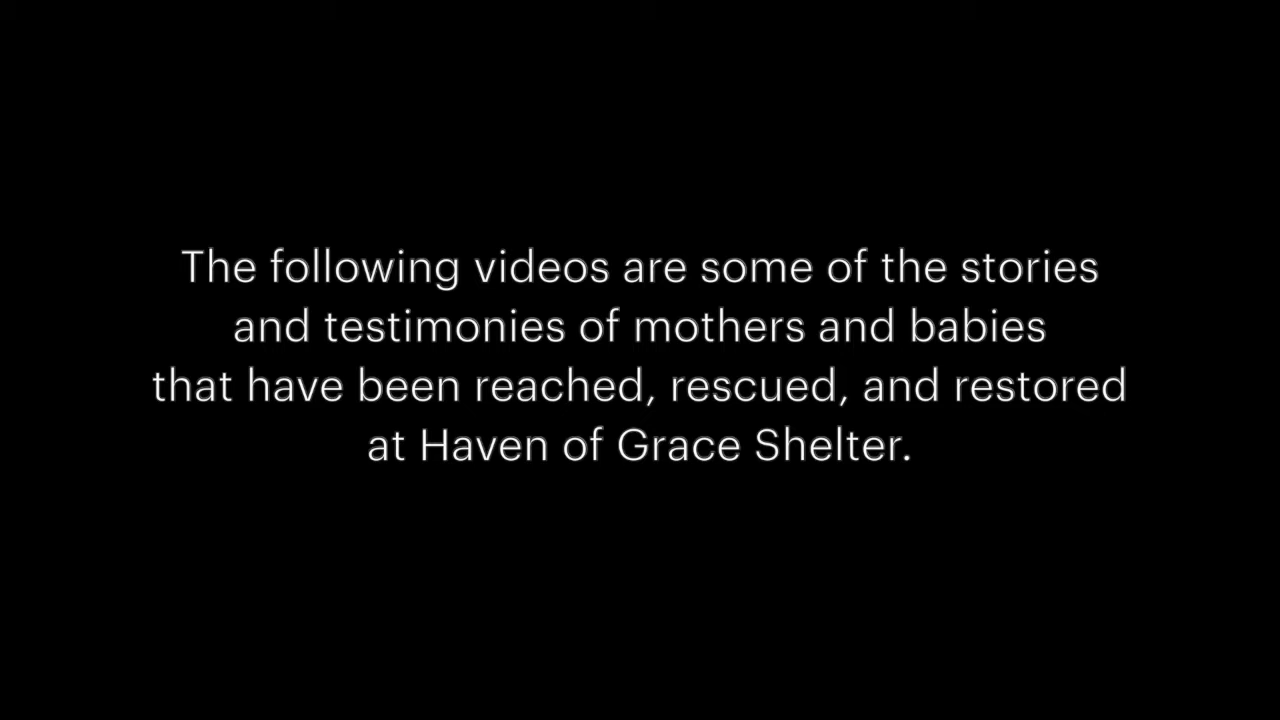 The following videos are some of the stories
and testimonies of mothers and babies
that have been reached, rescued, and restored
at Haven of Grace Shelter.